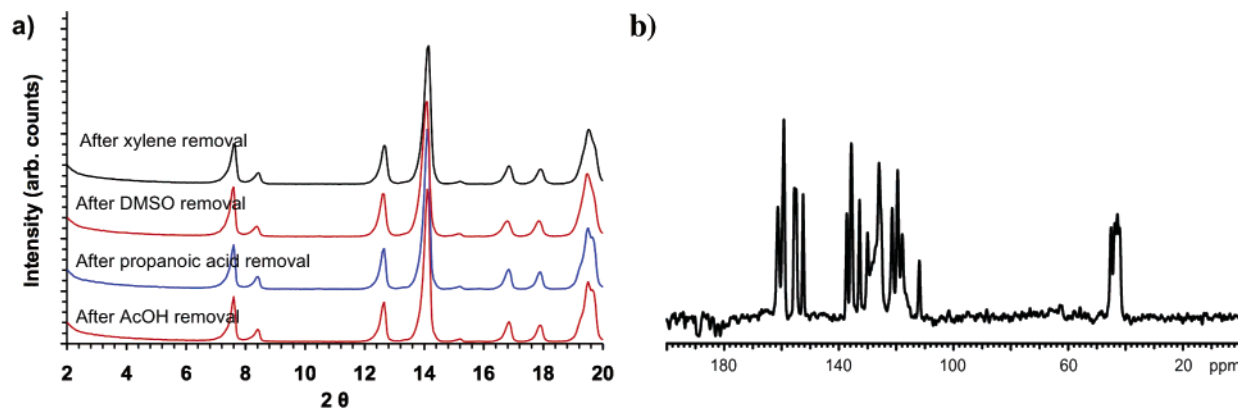 a)
Intensity (arb. counts)
After xylene removal
After DMSO removal
After propanoic acid removal
After AcOH removal
2 4 6 8 10 12 14 16 18 20
2 θ
b)
180 140 100 60 20 ppm